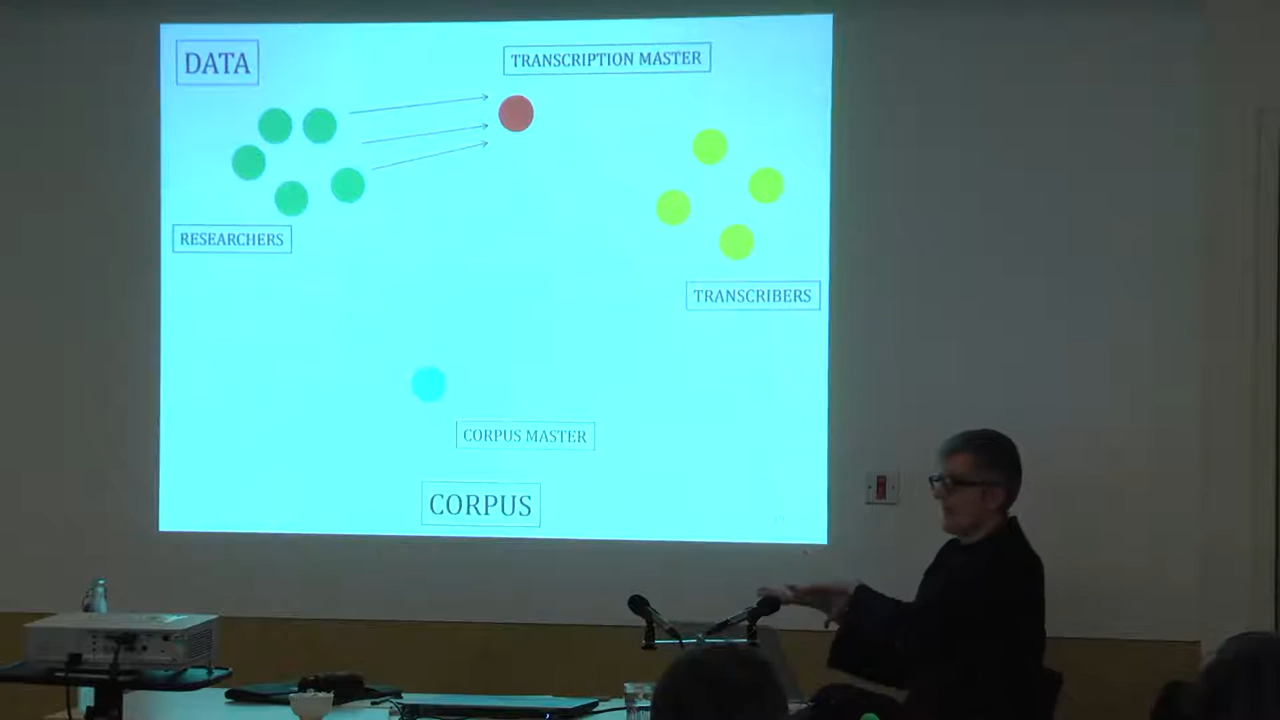 DATA
TRANSCRIPTION MASTER
RESEARCHERS
TRANSCRIBERS
CORPUS MASTER
CORPUS